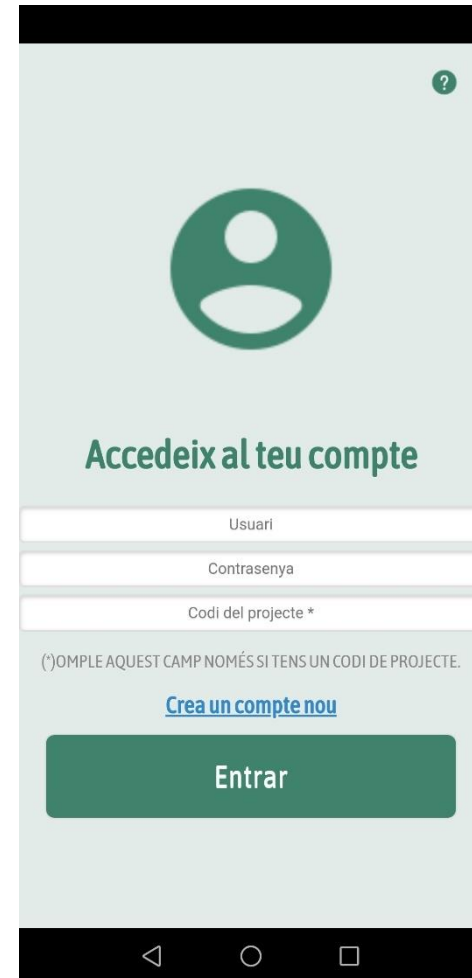 ?
Accedeix al teu compte
Usuari
Contrasenya
Codi del projecte *
(*)OMPLE AQUEST CAMP NOMÉS SI TENS UN CODI DE PROJECTE.
Crea un compte nou
Entrar